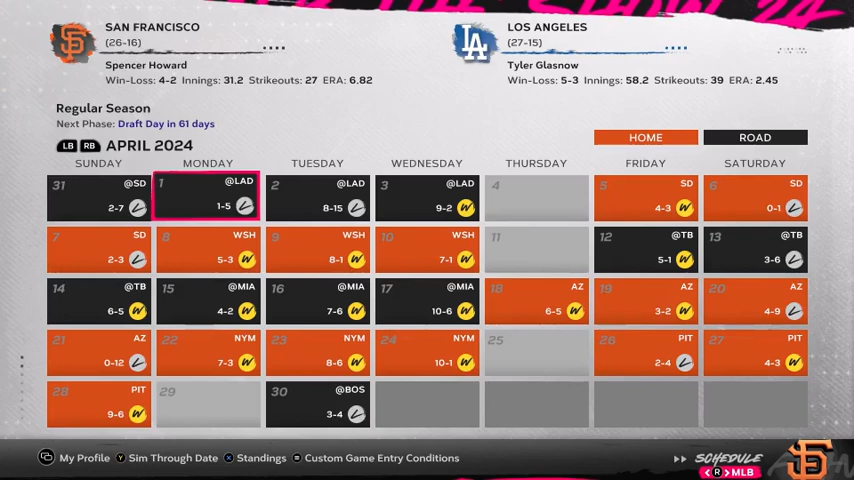 THE SHOW 24
SAN FRANCISCO
(26-16)
Spencer Howard
Win-Loss: 4-2 Innings: 31.2 Strikeouts: 27 ERA: 6.82
LOS ANGELES
(27-15)
Tyler Glasnow
Win-Loss: 5-3 Innings: 58.2 Strikeouts: 39 ERA: 2.45
Regular Season
Next Phase: Draft Day in 61 days
LB RB APRIL 2024
HOME ROAD
SUNDAY MONDAY TUESDAY WEDNESDAY THURSDAY FRIDAY SATURDAY
31 @SD 1 @LAD 2 @LAD 3 @LAD 4 5 SD 6 SD
2-7 L 1-5 L 8-15 L 9-2 W 4-3 W 0-1 L
7 SD 8 WSH 9 WSH 10 WSH 11 12 @TB 13 @TB
2-3 L 5-3 W 8-1 W 7-1 W 5-1 W 3-6 L
14 @TB 15 @MIA 16 @MIA 17 @MIA 18 AZ 19 AZ 20 AZ
6-5 W 4-2 W 7-6 W 10-6 W 6-5 W 3-2 W 4-9 L
21 AZ 22 NYM 23 NYM 24 NYM 25 26 PIT 27 PIT
0-12 L 7-3 W 8-6 W 10-1 W 2-4 L 4-3 W
28 PIT 29 30 @BOS
9-6 W 3-4 L
My Profile Y Sim Through Date X Standings Custom Game Entry Conditions
SCHEDULE
R MLB
SF